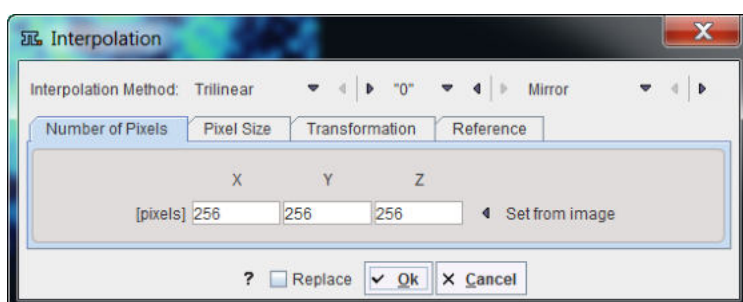 Interpolation
X
Interpolation Method: Trilinear "0" Mirror
Number of Pixels Pixel Size Transformation Reference
X Y Z
[pixels] 256 256 256 Set from image
? Replace Ok Cancel